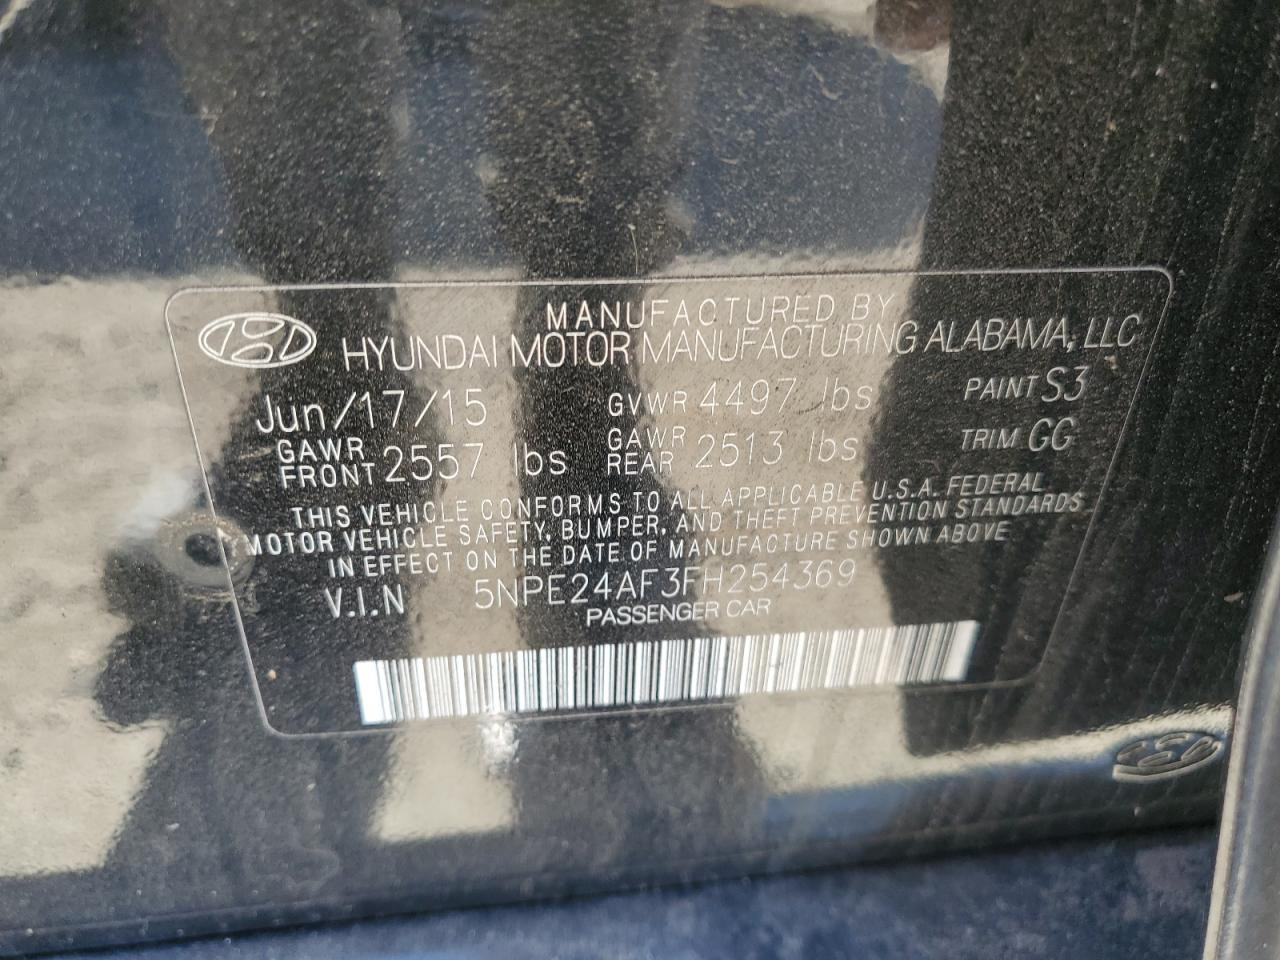 MANUFACTURED BY
HYUNDAI MOTOR MANUFACTURING ALABAMA, LLC
Jun/17/15 GVWR 4497 lbs PAINT S3
GAWR FRONT 2557 lbs GAWR REAR 2513 lbs TRIM GG
THIS VEHICLE CONFORMS TO ALL APPLICABLE U.S.A. FEDERAL
MOTOR VEHICLE SAFETY, BUMPER, AND THEFT PREVENTION STANDARDS
IN EFFECT ON THE DATE OF MANUFACTURE SHOWN ABOVE
V.I.N 5NPE24AF3FH254369
PASSENGER CAR